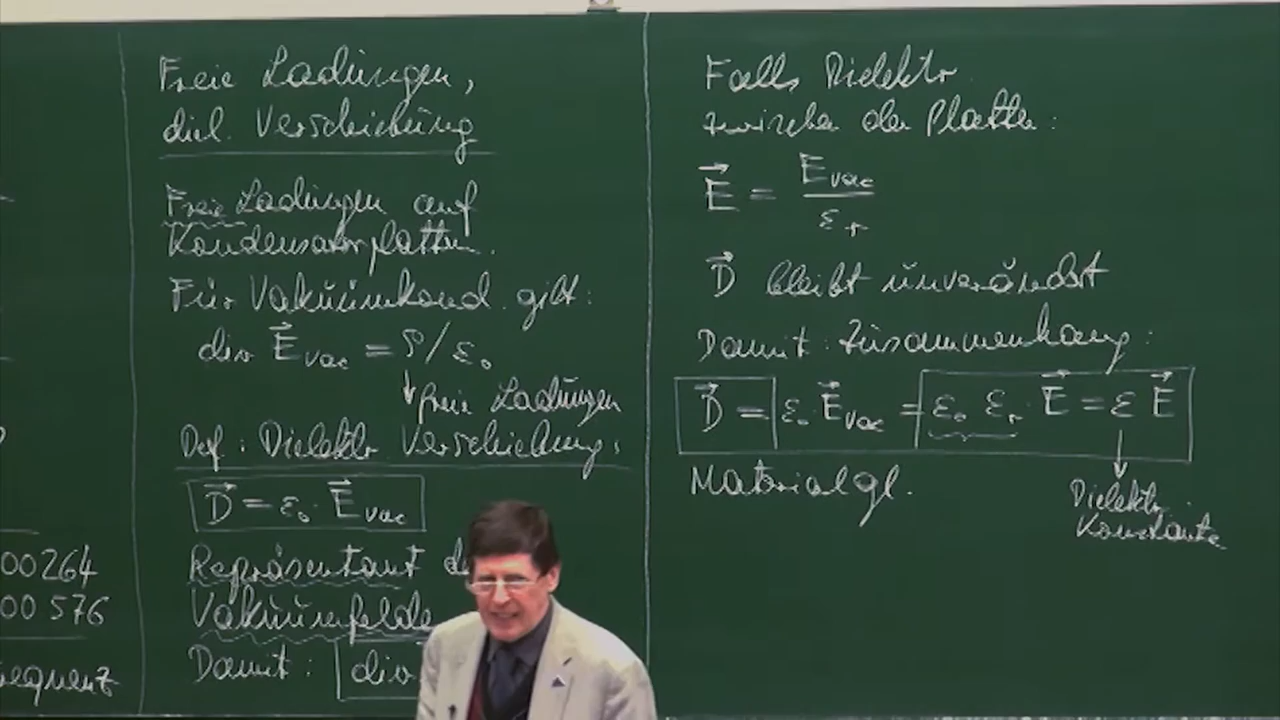 00264
00 576
equenz
Freie Ladungen,
diel. Verschiebung
Freie Ladungen auf
Kondensatorplatten.
Für Vakuumkond. gilt:
div E⃗vac = ρ/ε₀
↓ freie Ladungen
Def.: Dielektr. Verschiebung:
D⃗ = ε₀ · E⃗vac
Repräsentant d
Vakuumfelde
Damit: div
Falls Dielektr.
zwischen den Platten:
E⃗ = Evac / εr
D⃗ bleibt unverändert
Damit: Zusammenhang:
D⃗ = ε₀ E⃗vac = ε₀ εr E⃗ = ε E⃗
Materialgl.
Dielektr.
Konstante